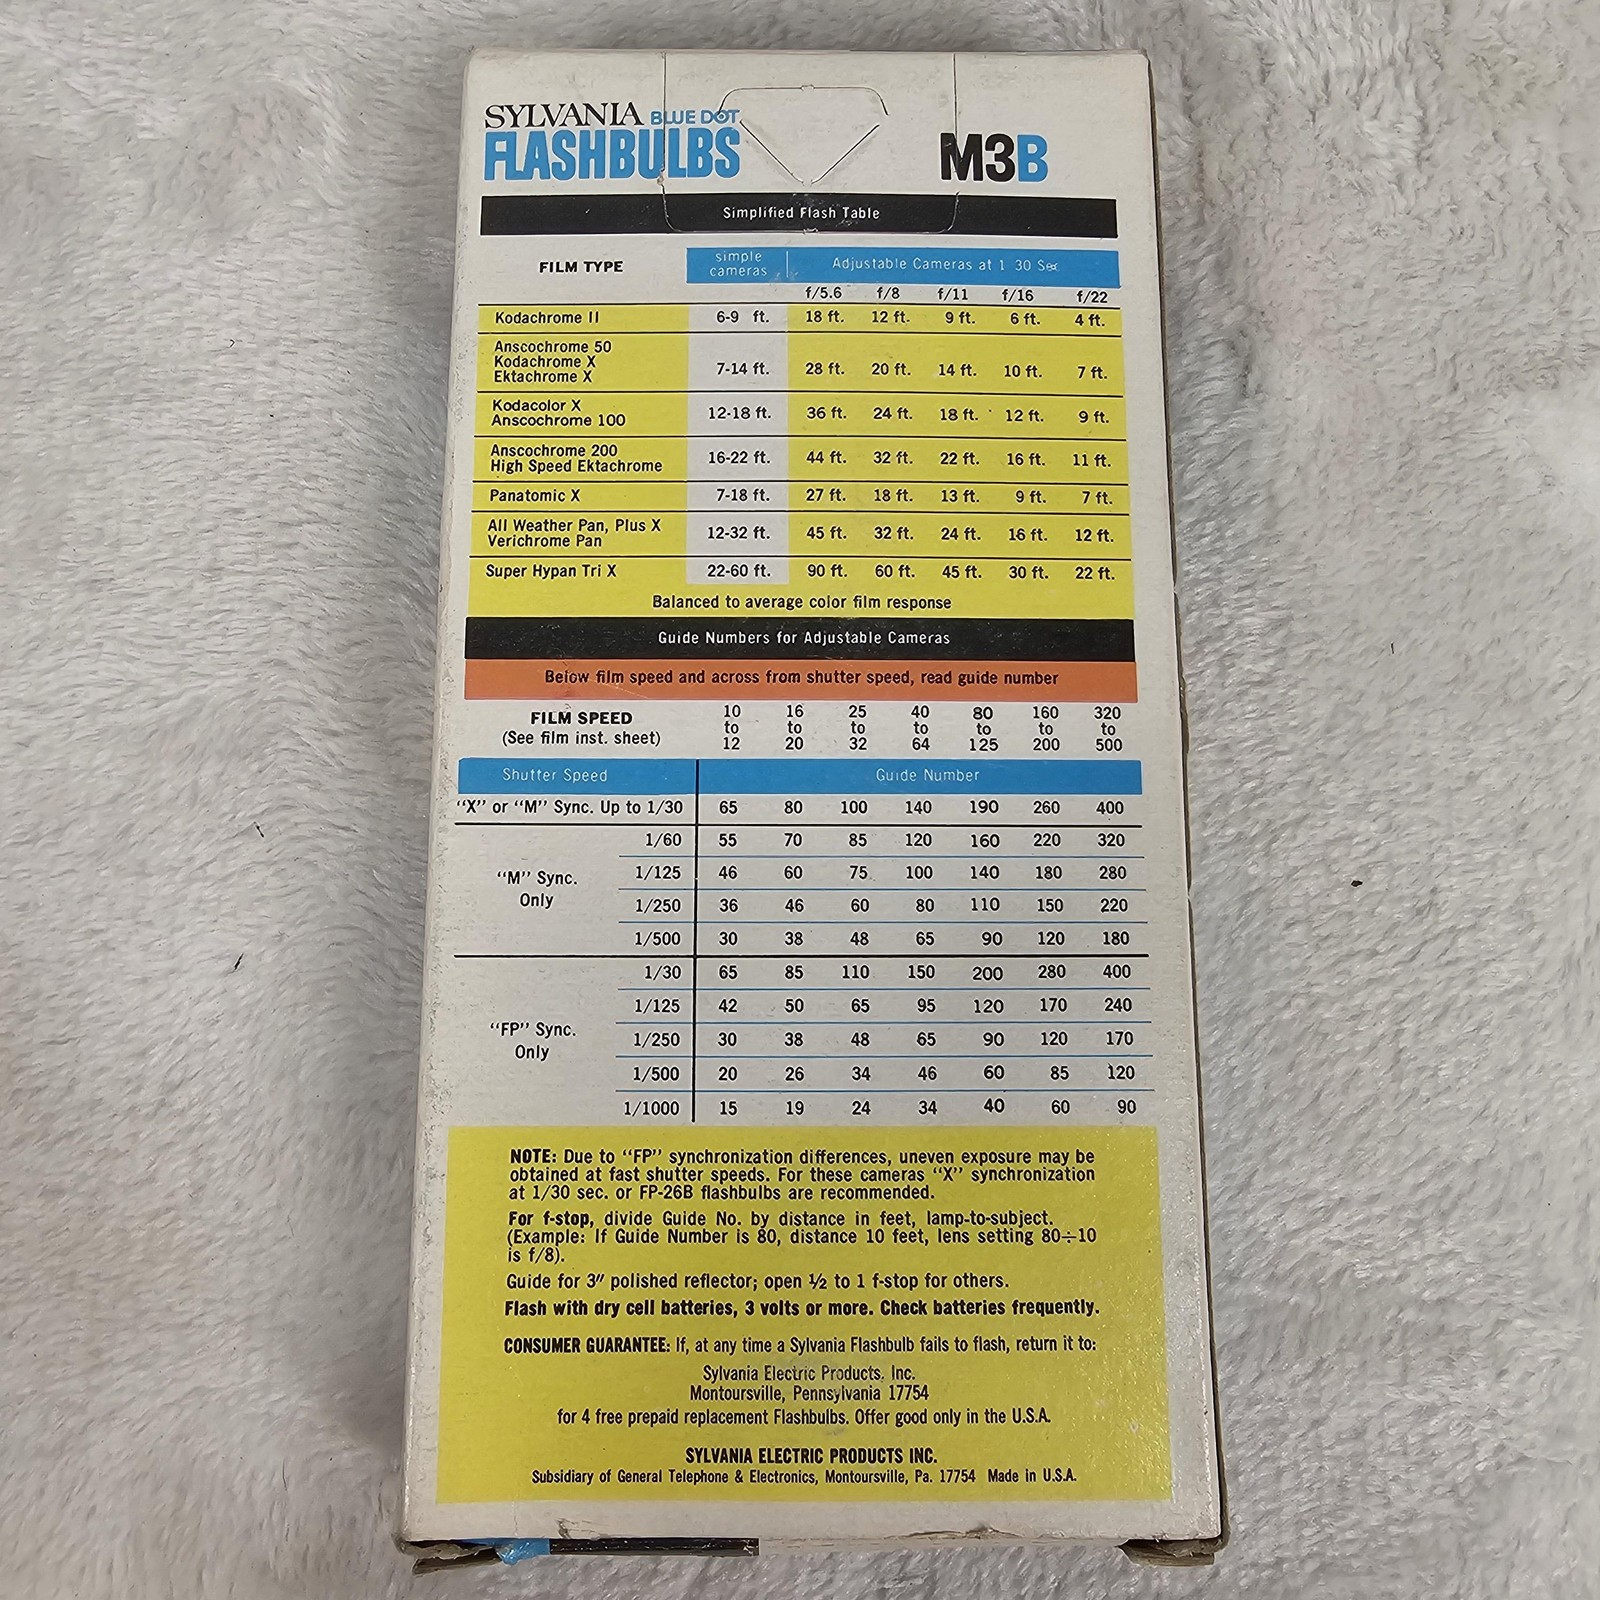 SYLVANIA BLUE DOT
FLASHBULBS
M3B
Simplified Flash Table
FILM TYPE simple cameras Adjustable Cameras at 1 30 Sec
f/5.6 f/8 f/11 f/16 f/22
Kodachrome II 6-9 ft. 18 ft. 12 ft. 9 ft. 6 ft. 4 ft.
Anscochrome 50
Kodachrome X
Ektachrome X
7-14 ft. 28 ft. 20 ft. 14 ft. 10 ft. 7 ft.
Kodacolor X
Anscochrome 100
12-18 ft. 36 ft. 24 ft. 18 ft. 12 ft. 9 ft.
Anscochrome 200
High Speed Ektachrome
16-22 ft. 44 ft. 32 ft. 22 ft. 16 ft. 11 ft.
Panatomic X 7-18 ft. 27 ft. 18 ft. 13 ft. 9 ft. 7 ft.
All Weather Pan, Plus X
Verichrome Pan
12-32 ft. 45 ft. 32 ft. 24 ft. 16 ft. 12 ft.
Super Hypan Tri X 22-60 ft. 90 ft. 60 ft. 45 ft. 30 ft. 22 ft.
Balanced to average color film response
Guide Numbers for Adjustable Cameras
Below film speed and across from shutter speed, read guide number
FILM SPEED
(See film inst. sheet)
10 16 25 40 80 160 320
to to to to to to to
12 20 32 64 125 200 500
Shutter Speed Guide Number
"X" or "M" Sync. Up to 1/30 65 80 100 140 190 260 400
"M" Sync.
Only
1/60 55 70 85 120 160 220 320
1/125 46 60 75 100 140 180 280
1/250 36 46 60 80 110 150 220
1/500 30 38 48 65 90 120 180
"FP" Sync.
Only
1/30 65 85 110 150 200 280 400
1/125 42 50 65 95 120 170 240
1/250 30 38 48 65 90 120 170
1/500 20 26 34 46 60 85 120
1/1000 15 19 24 34 40 60 90
NOTE: Due to "FP" synchronization differences, uneven exposure may be
obtained at fast shutter speeds. For these cameras "X" synchronization
at 1/30 sec. or FP-26B flashbulbs are recommended.
For f-stop, divide Guide No. by distance in feet, lamp-to-subject.
(Example: If Guide Number is 80, distance 10 feet, lens setting 80÷10
is f/8).
Guide for 3″ polished reflector; open ½ to 1 f-stop for others.
Flash with dry cell batteries, 3 volts or more. Check batteries frequently.
CONSUMER GUARANTEE: If, at any time a Sylvania Flashbulb fails to flash, return it to:
Sylvania Electric Products, Inc.
Montoursville, Pennsylvania 17754
for 4 free prepaid replacement Flashbulbs. Offer good only in the U.S.A.
SYLVANIA ELECTRIC PRODUCTS INC.
Subsidiary of General Telephone & Electronics, Montoursville, Pa. 17754 Made in U.S.A.